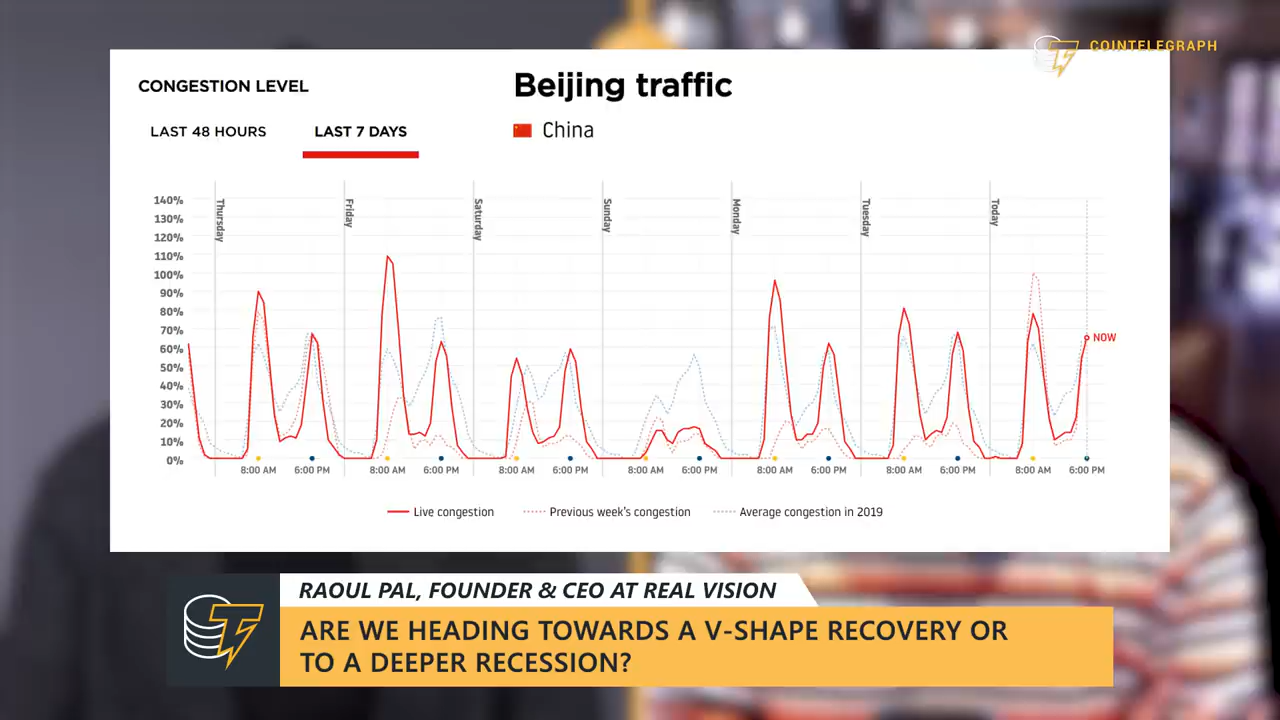 COINTELEGRAPH
CONGESTION LEVEL
Beijing traffic
LAST 48 HOURS
LAST 7 DAYS
China
140%
130%
120%
110%
100%
90%
80%
70%
60%
50%
40%
30%
20%
10%
0%
Thursday
Friday
Saturday
Sunday
Monday
Tuesday
Today
NOW
8:00 AM 6:00 PM 8:00 AM 6:00 PM 8:00 AM 6:00 PM 8:00 AM 6:00 PM 8:00 AM 6:00 PM 8:00 AM 6:00 PM 8:00 AM 6:00 PM
Live congestion
Previous week's congestion
Average congestion in 2019
RAOUL PAL, FOUNDER & CEO AT REAL VISION
ARE WE HEADING TOWARDS A V-SHAPE RECOVERY OR
TO A DEEPER RECESSION?